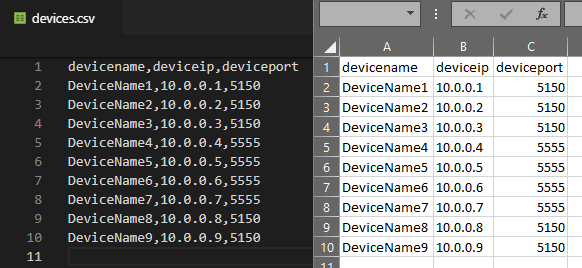 devices.csv
1 devicename,deviceip,deviceport
2 DeviceName1,10.0.0.1,5150
3 DeviceName2,10.0.0.2,5150
4 DeviceName3,10.0.0.3,5150
5 DeviceName4,10.0.0.4,5555
6 DeviceName5,10.0.0.5,5555
7 DeviceName6,10.0.0.6,5555
8 DeviceName7,10.0.0.7,5555
9 DeviceName8,10.0.0.8,5150
10 DeviceName9,10.0.0.9,5150
11
fx
A B C
1 devicename deviceip deviceport
2 DeviceName1 10.0.0.1 5150
3 DeviceName2 10.0.0.2 5150
4 DeviceName3 10.0.0.3 5150
5 DeviceName4 10.0.0.4 5555
6 DeviceName5 10.0.0.5 5555
7 DeviceName6 10.0.0.6 5555
8 DeviceName7 10.0.0.7 5555
9 DeviceName8 10.0.0.8 5150
10 DeviceName9 10.0.0.9 5150
11